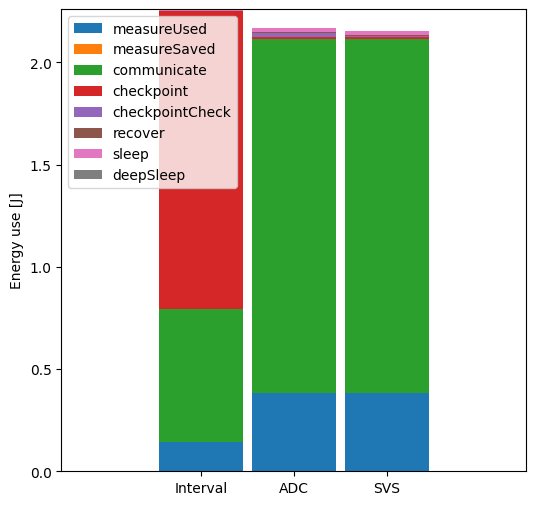 measureUsed
measureSaved
communicate
checkpoint
checkpointCheck
recover
sleep
deepSleep
Energy use [J]
2.0
1.5
1.0
0.5
0.0
Interval ADC SVS